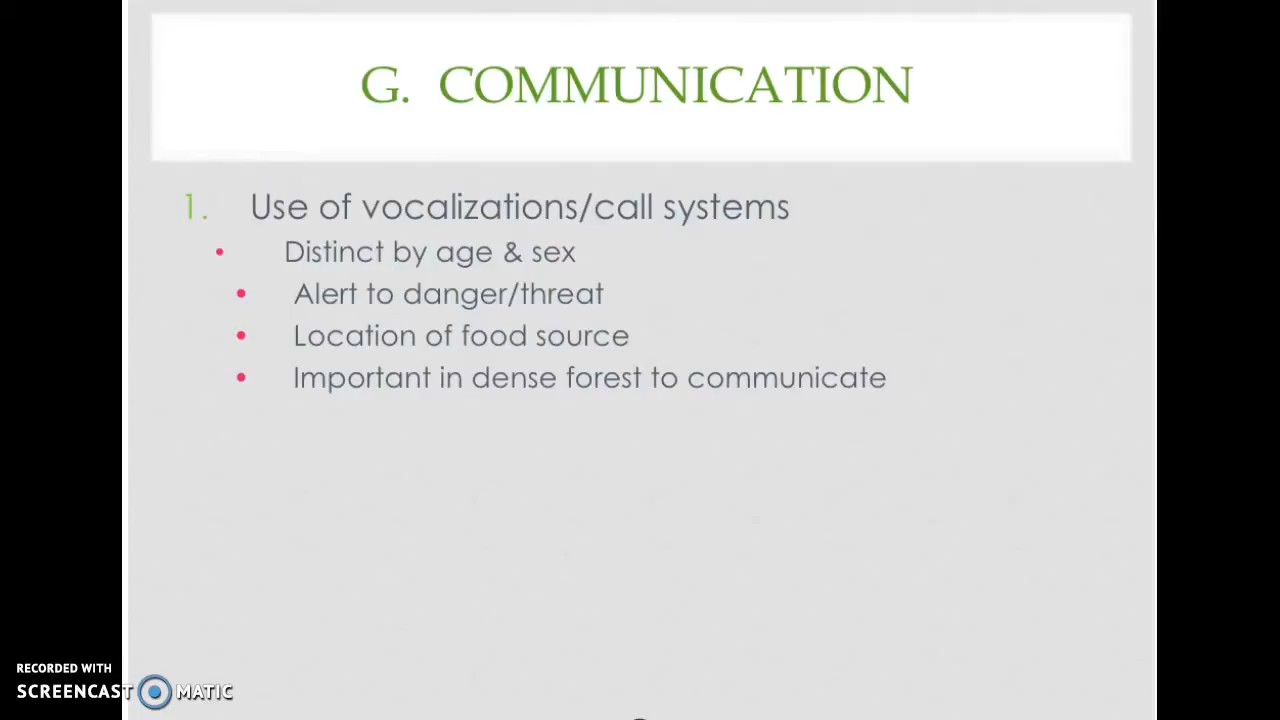 G. COMMUNICATION
1. Use of vocalizations/call systems
• Distinct by age & sex
• Alert to danger/threat
• Location of food source
• Important in dense forest to communicate
RECORDED WITH
SCREENCAST MATIC